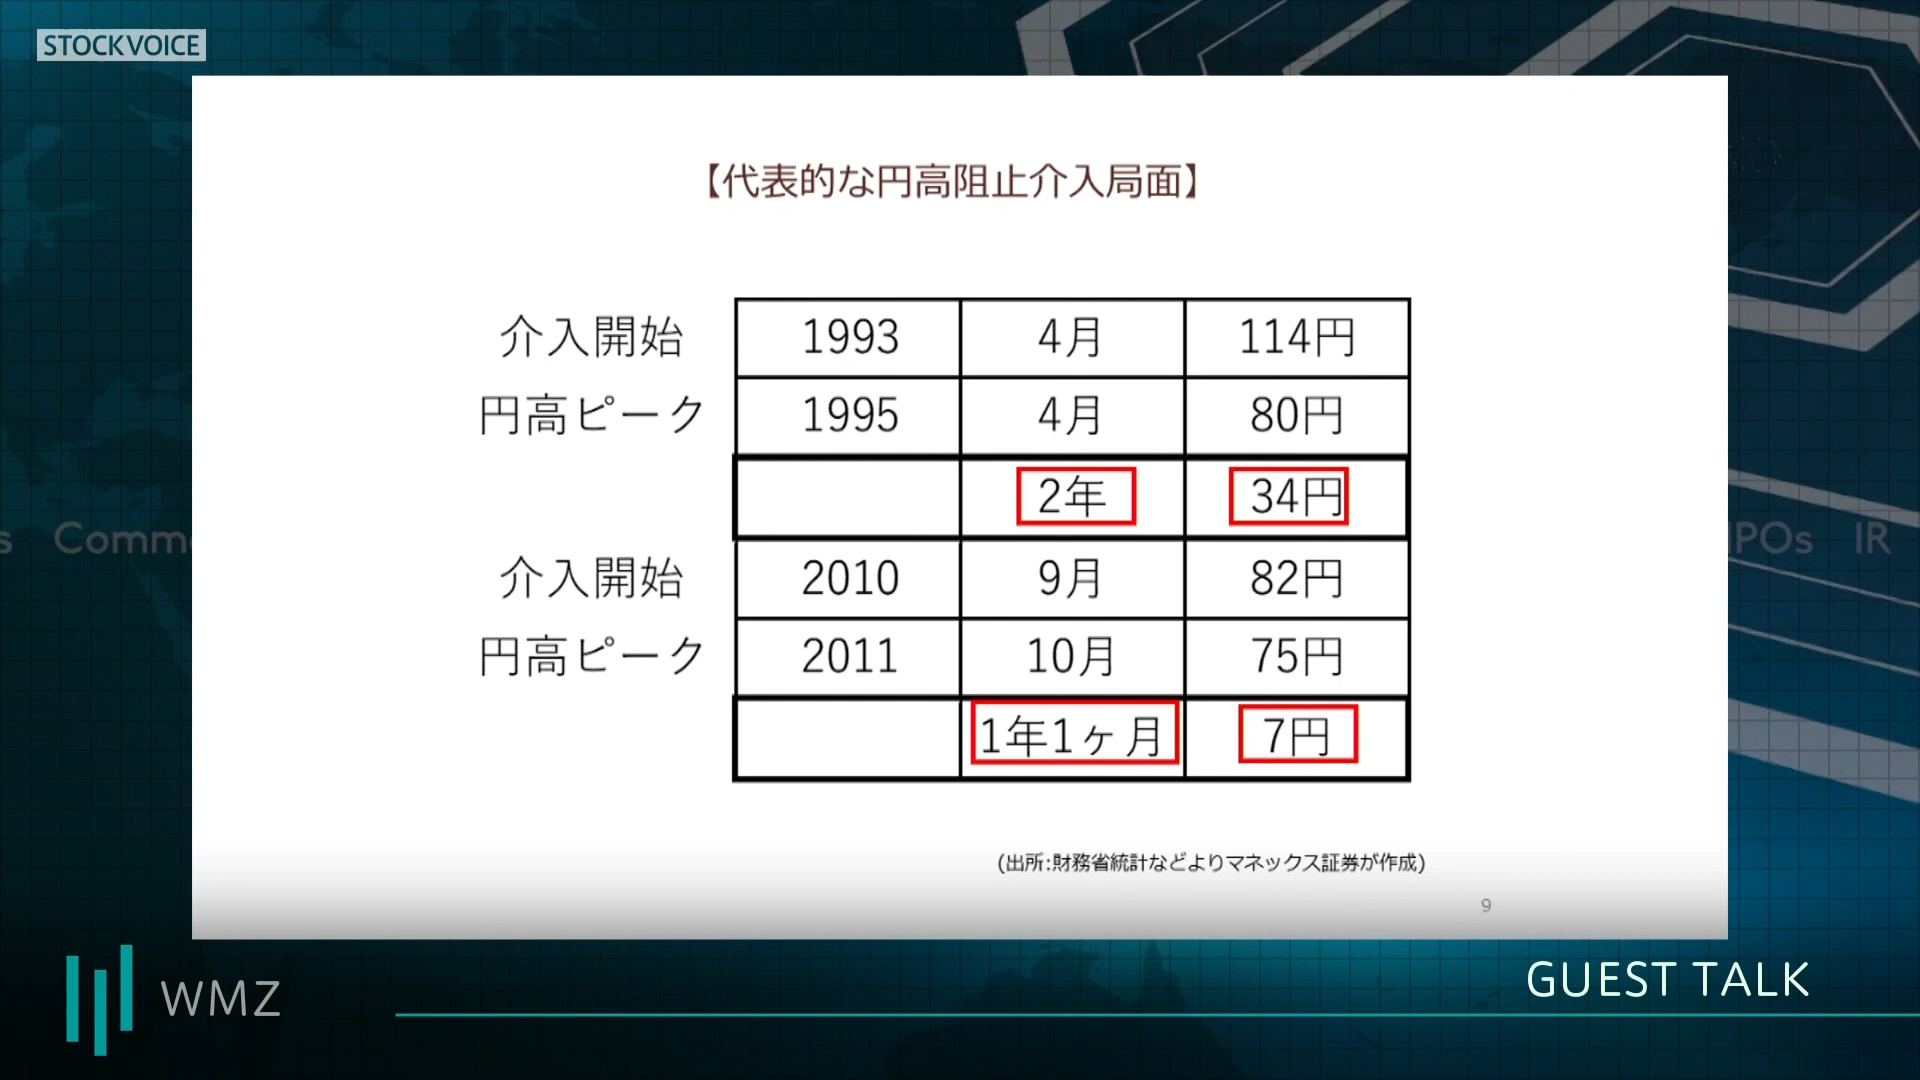 STOCKVOICE
【代表的な円高阻止介入局面】
介入開始 1993 4月 114円
円高ピーク 1995 4月 80円
2年 34円
介入開始 2010 9月 82円
円高ピーク 2011 10月 75円
1年1ヶ月 7円
(出所:財務省統計などよりマネックス証券が作成)
9
IPOs IR
WMZ
GUEST TALK